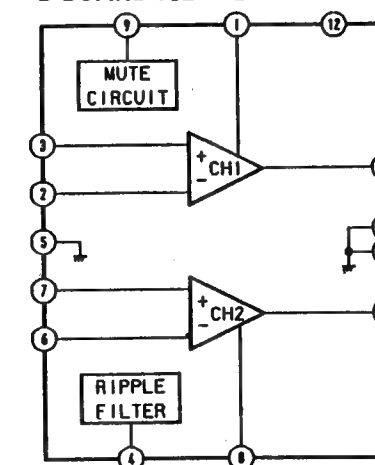 9 1 12
MUTE
CIRCUIT
3
+
CH1
2
-
5
7
+
CH2
6
-
RIPPLE
FILTER
4 8